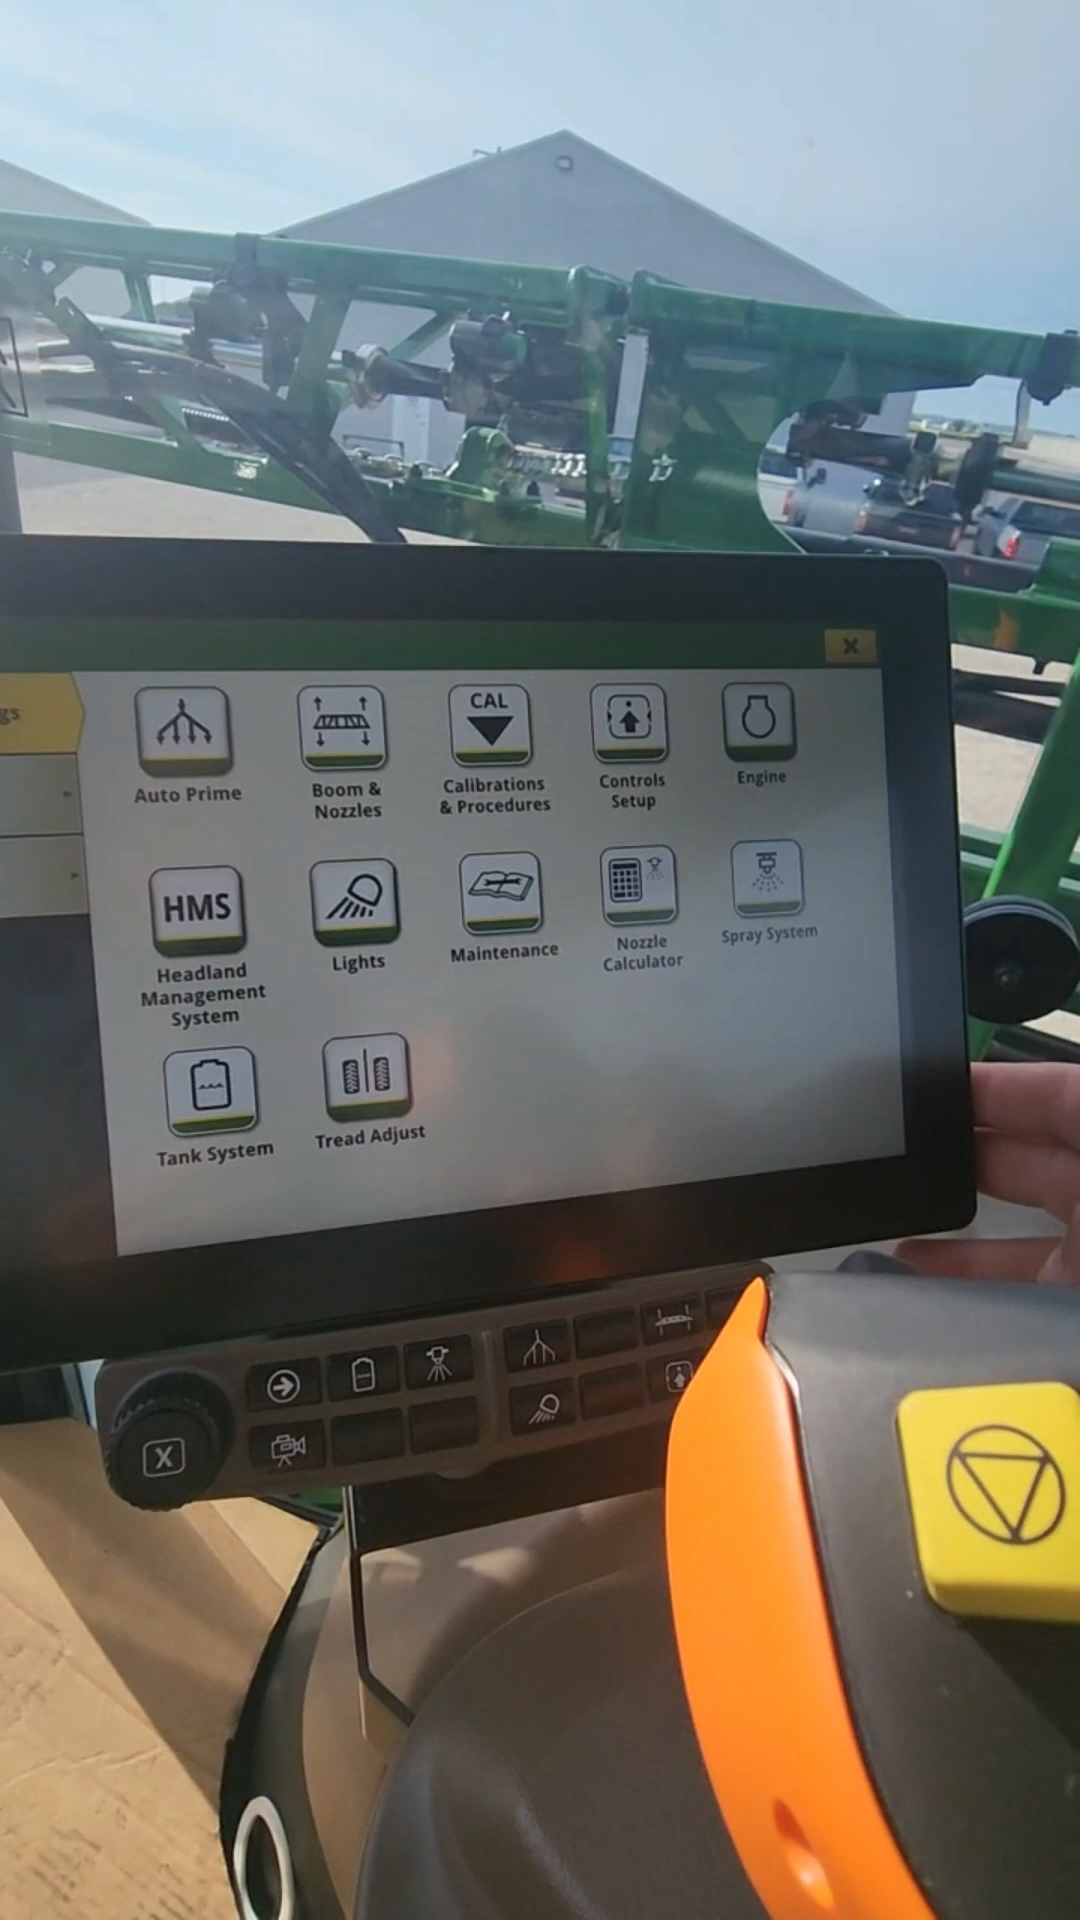 gs
X
Auto Prime
Boom &
Nozzles
CAL
Calibrations
& Procedures
Controls
Setup
Engine
HMS
Headland
Management
System
Lights
Maintenance
Nozzle
Calculator
Spray System
Tank System
Tread Adjust
X